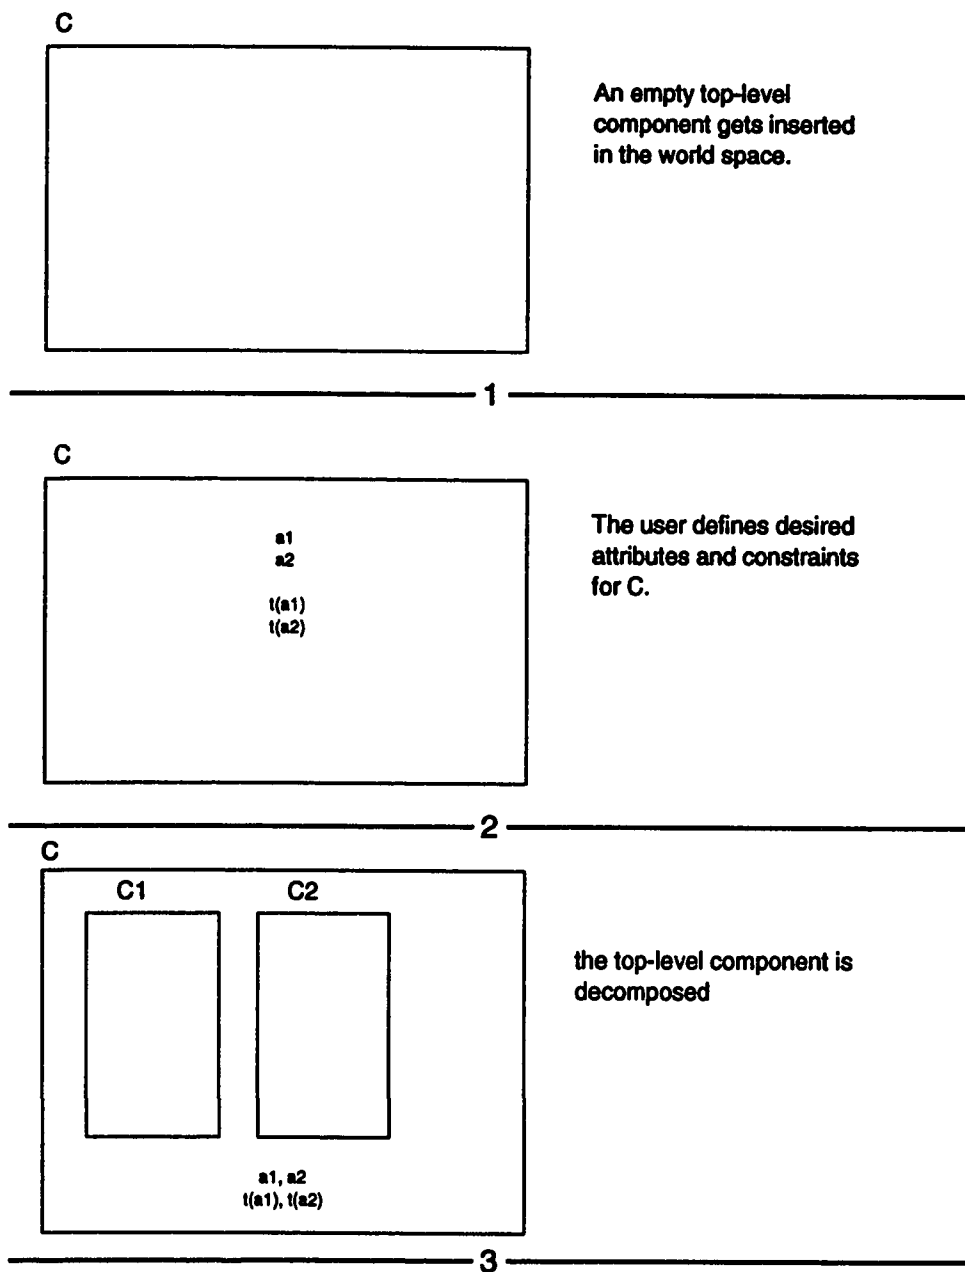 C
An empty top-level
component gets inserted
in the world space.
1
C
a1
a2
t(a1)
t(a2)
The user defines desired
attributes and constraints
for C.
2
C
C1
C2
a1, a2
t(a1), t(a2)
the top-level component is
decomposed
3